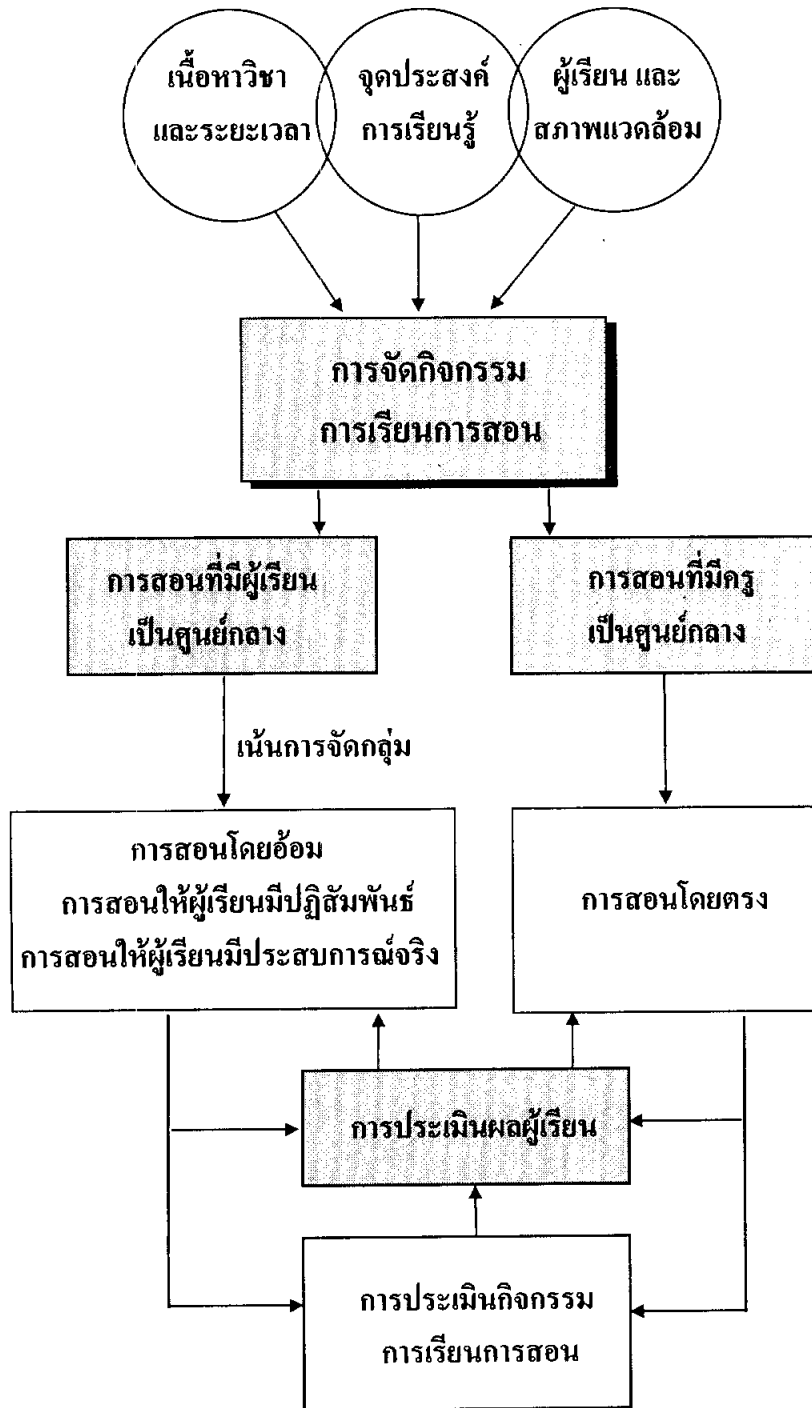 เนื้อหาวิชา
และระยะเวลา
จุดประสงค์
การเรียนรู้
ผู้เรียน และ
สภาพแวดล้อม
การจัดกิจกรรม
การเรียนการสอน
การสอนที่มีผู้เรียน
เป็นศูนย์กลาง
การสอนที่มีครู
เป็นศูนย์กลาง
เน้นการจัดกลุ่ม
การสอนโดยอ้อม
การสอนให้ผู้เรียนมีปฏิสัมพันธ์
การสอนให้ผู้เรียนมีประสบการณ์จริง
การสอนโดยตรง
การประเมินผลผู้เรียน
การประเมินกิจกรรม
การเรียนการสอน